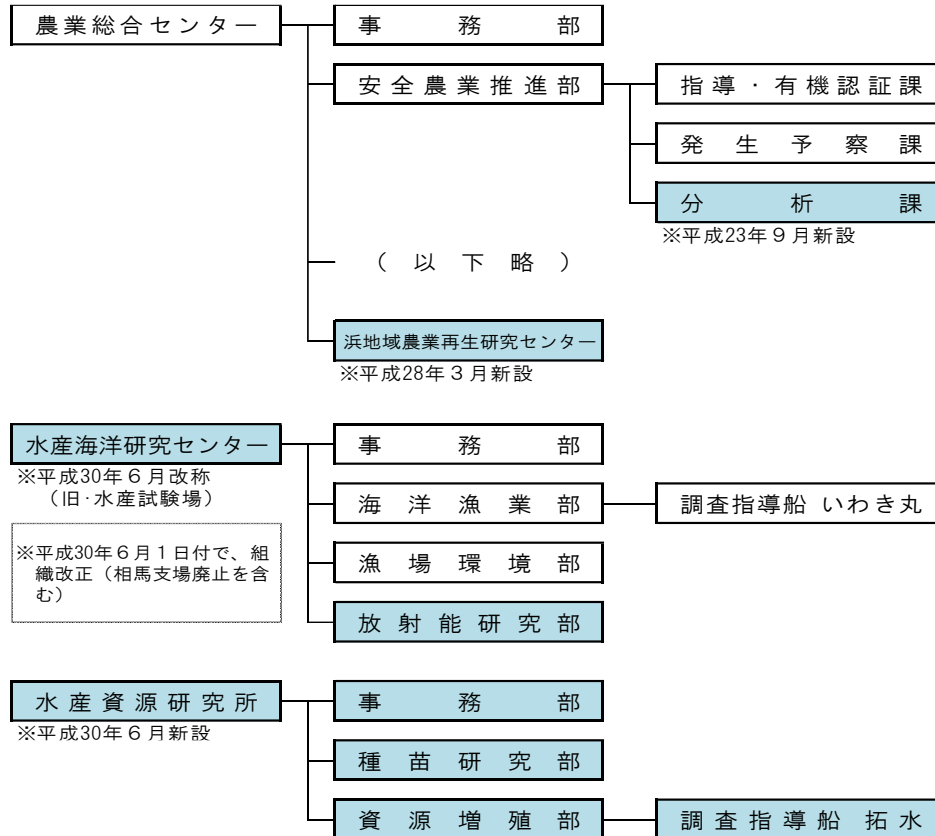 農業総合センター
事務部
安全農業推進部
指導・有機認証課
発生予察課
分析課
※平成23年9月新設
（以下略）
浜地域農業再生研究センター
※平成28年3月新設
水産海洋研究センター
※平成30年6月改称
（旧・水産試験場）
※平成30年6月1日付で、組
織改正（相馬支場廃止を含
む）
事務部
海洋漁業部
調査指導船 いわき丸
漁場環境部
放射能研究部
水産資源研究所
※平成30年6月新設
事務部
種苗研究部
資源増殖部
調査指導船 拓水